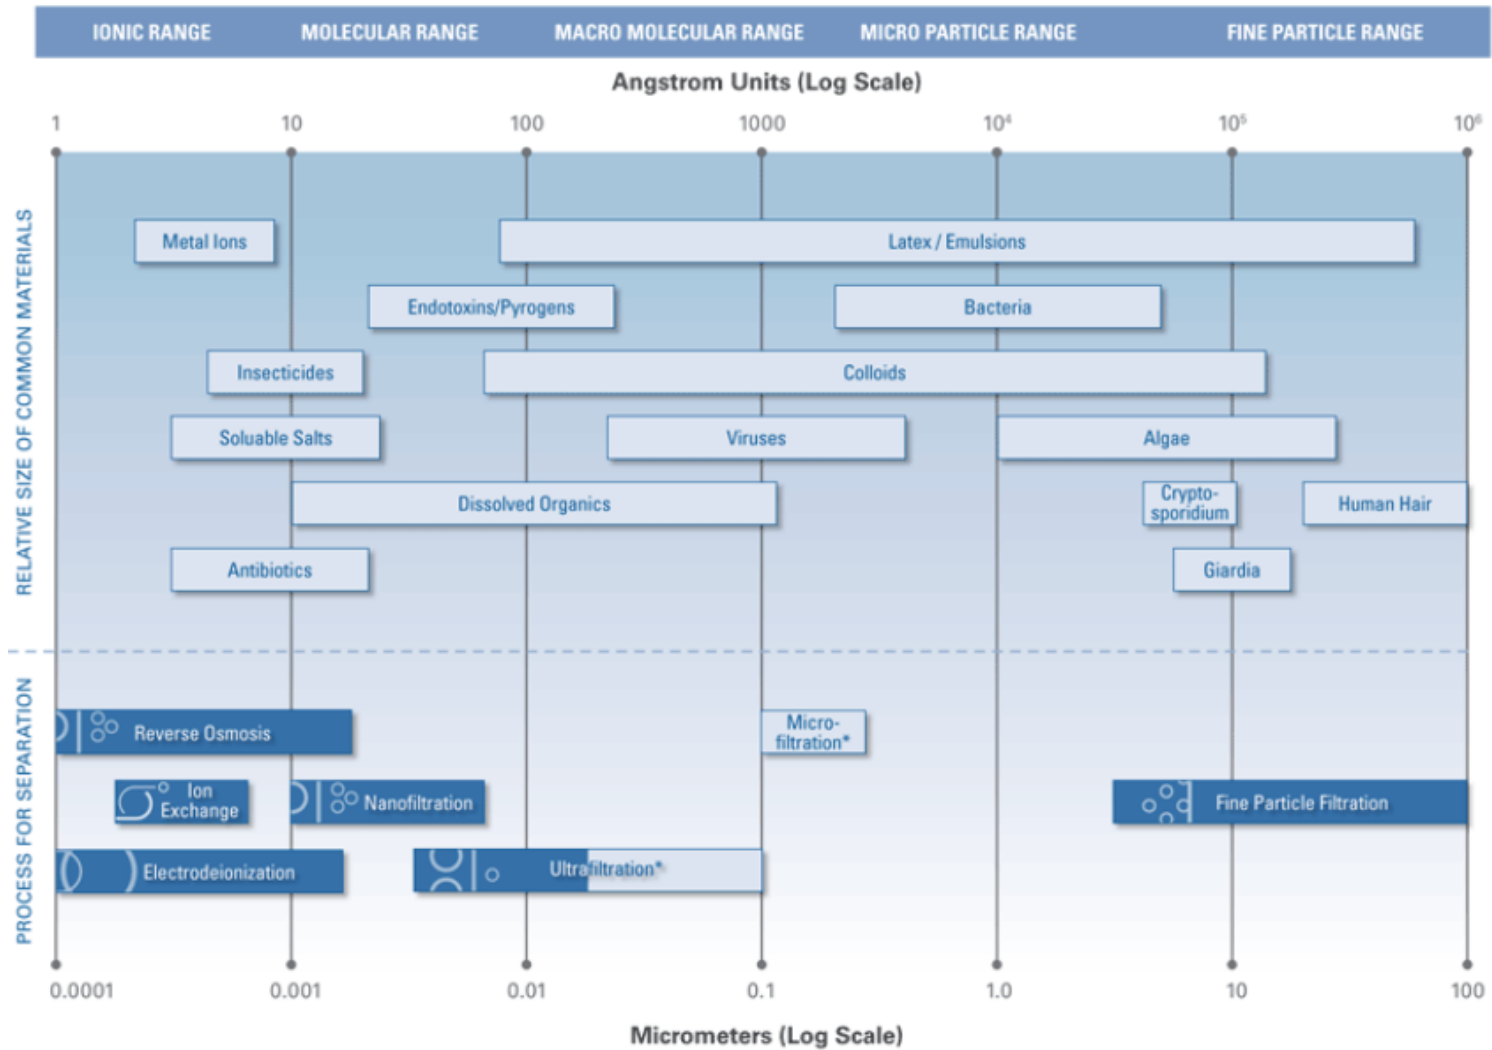 IONIC RANGE MOLECULAR RANGE MACRO MOLECULAR RANGE MICRO PARTICLE RANGE FINE PARTICLE RANGE
Angstrom Units (Log Scale)
1 10 100 1000 10⁴ 10⁵ 10⁶
RELATIVE SIZE OF COMMON MATERIALS
Metal Ions Latex / Emulsions
Endotoxins/Pyrogens Bacteria
Insecticides Colloids
Soluable Salts Viruses Algae
Dissolved Organics
Crypto-
sporidium
Human Hair
Antibiotics Giardia
PROCESS FOR SEPARATION
Reverse Osmosis
Micro-
filtration*
Ion
Exchange
Nanofiltration Fine Particle Filtration
Electrodeionization Ultrafiltration*
0.0001 0.001 0.01 0.1 1.0 10 100
Micrometers (Log Scale)